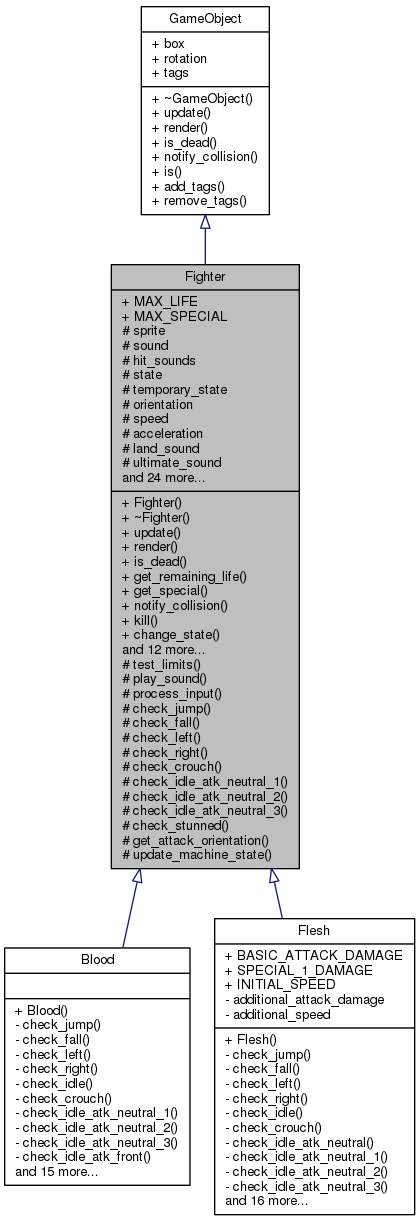 GameObject
+ box
+ rotation
+ tags
+ ~GameObject()
+ update()
+ render()
+ is_dead()
+ notify_collision()
+ is()
+ add_tags()
+ remove_tags()
Fighter
+ MAX_LIFE
+ MAX_SPECIAL
# sprite
# sound
# hit_sounds
# state
# temporary_state
# orientation
# speed
# acceleration
# land_sound
# ultimate_sound
and 24 more...
+ Fighter()
+ ~Fighter()
+ update()
+ render()
+ is_dead()
+ get_remaining_life()
+ get_special()
+ notify_collision()
+ kill()
+ change_state()
and 12 more...
# test_limits()
# play_sound()
# process_input()
# check_jump()
# check_fall()
# check_left()
# check_right()
# check_crouch()
# check_idle_atk_neutral_1()
# check_idle_atk_neutral_2()
# check_idle_atk_neutral_3()
# check_stunned()
# get_attack_orientation()
# update_machine_state()
Blood
+ Blood()
- check_jump()
- check_fall()
- check_left()
- check_right()
- check_idle()
- check_crouch()
- check_idle_atk_neutral_1()
- check_idle_atk_neutral_2()
- check_idle_atk_neutral_3()
- check_idle_atk_front()
and 15 more...
Flesh
+ BASIC_ATTACK_DAMAGE
+ SPECIAL_1_DAMAGE
+ INITIAL_SPEED
- additional_attack_damage
- additional_speed
+ Flesh()
- check_jump()
- check_fall()
- check_left()
- check_right()
- check_idle()
- check_crouch()
- check_idle_atk_neutral()
- check_idle_atk_neutral_1()
- check_idle_atk_neutral_2()
- check_idle_atk_neutral_3()
and 16 more...